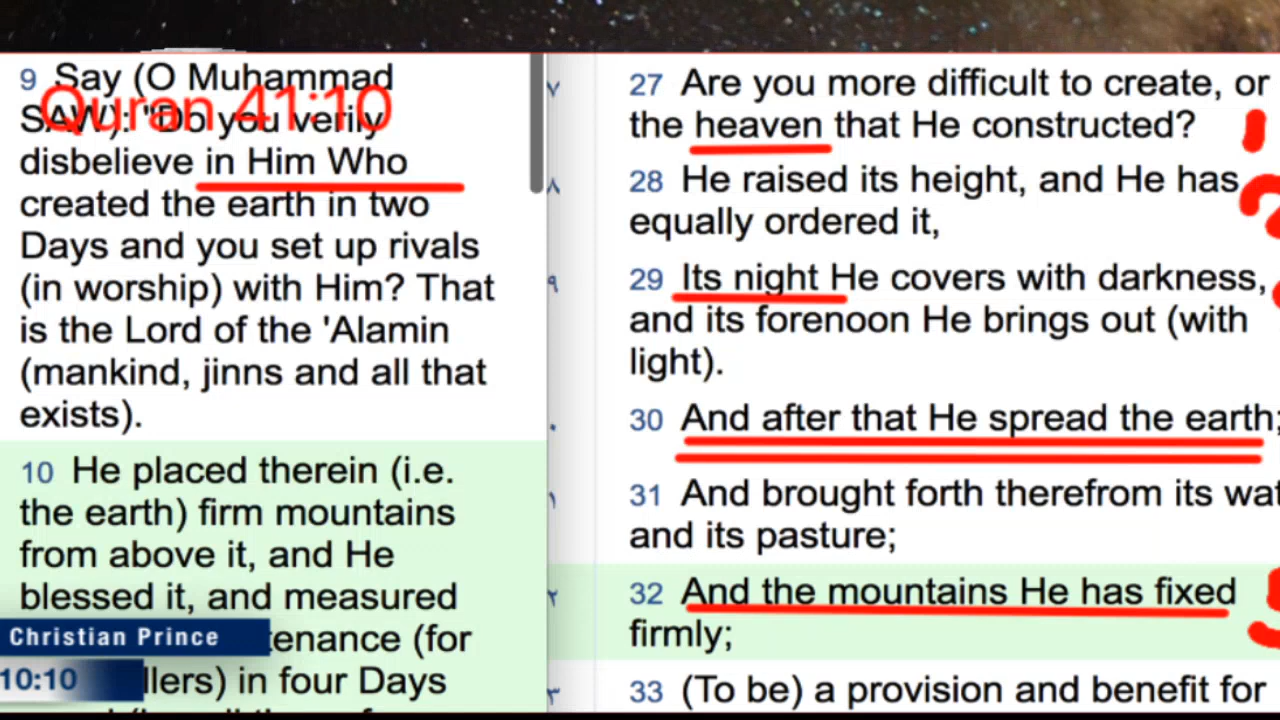 9 Say (O Muhammad
SAW): "Do you verily
Quran 41:10
disbelieve in Him Who
created the earth in two
Days and you set up rivals
(in worship) with Him? That
is the Lord of the 'Alamin
(mankind, jinns and all that
exists).
10 He placed therein (i.e.
the earth) firm mountains
from above it, and He
blessed it, and measured
tenance (for
llers) in four Days
Christian Prince
10:10
٧
٨
٩
٠
١
٢
٣
27 Are you more difficult to create, or
the heaven that He constructed?
28 He raised its height, and He has
equally ordered it,
29 Its night He covers with darkness,
and its forenoon He brings out (with
light).
30 And after that He spread the earth;
31 And brought forth therefrom its wat
and its pasture;
32 And the mountains He has fixed
firmly;
33 (To be) a provision and benefit for